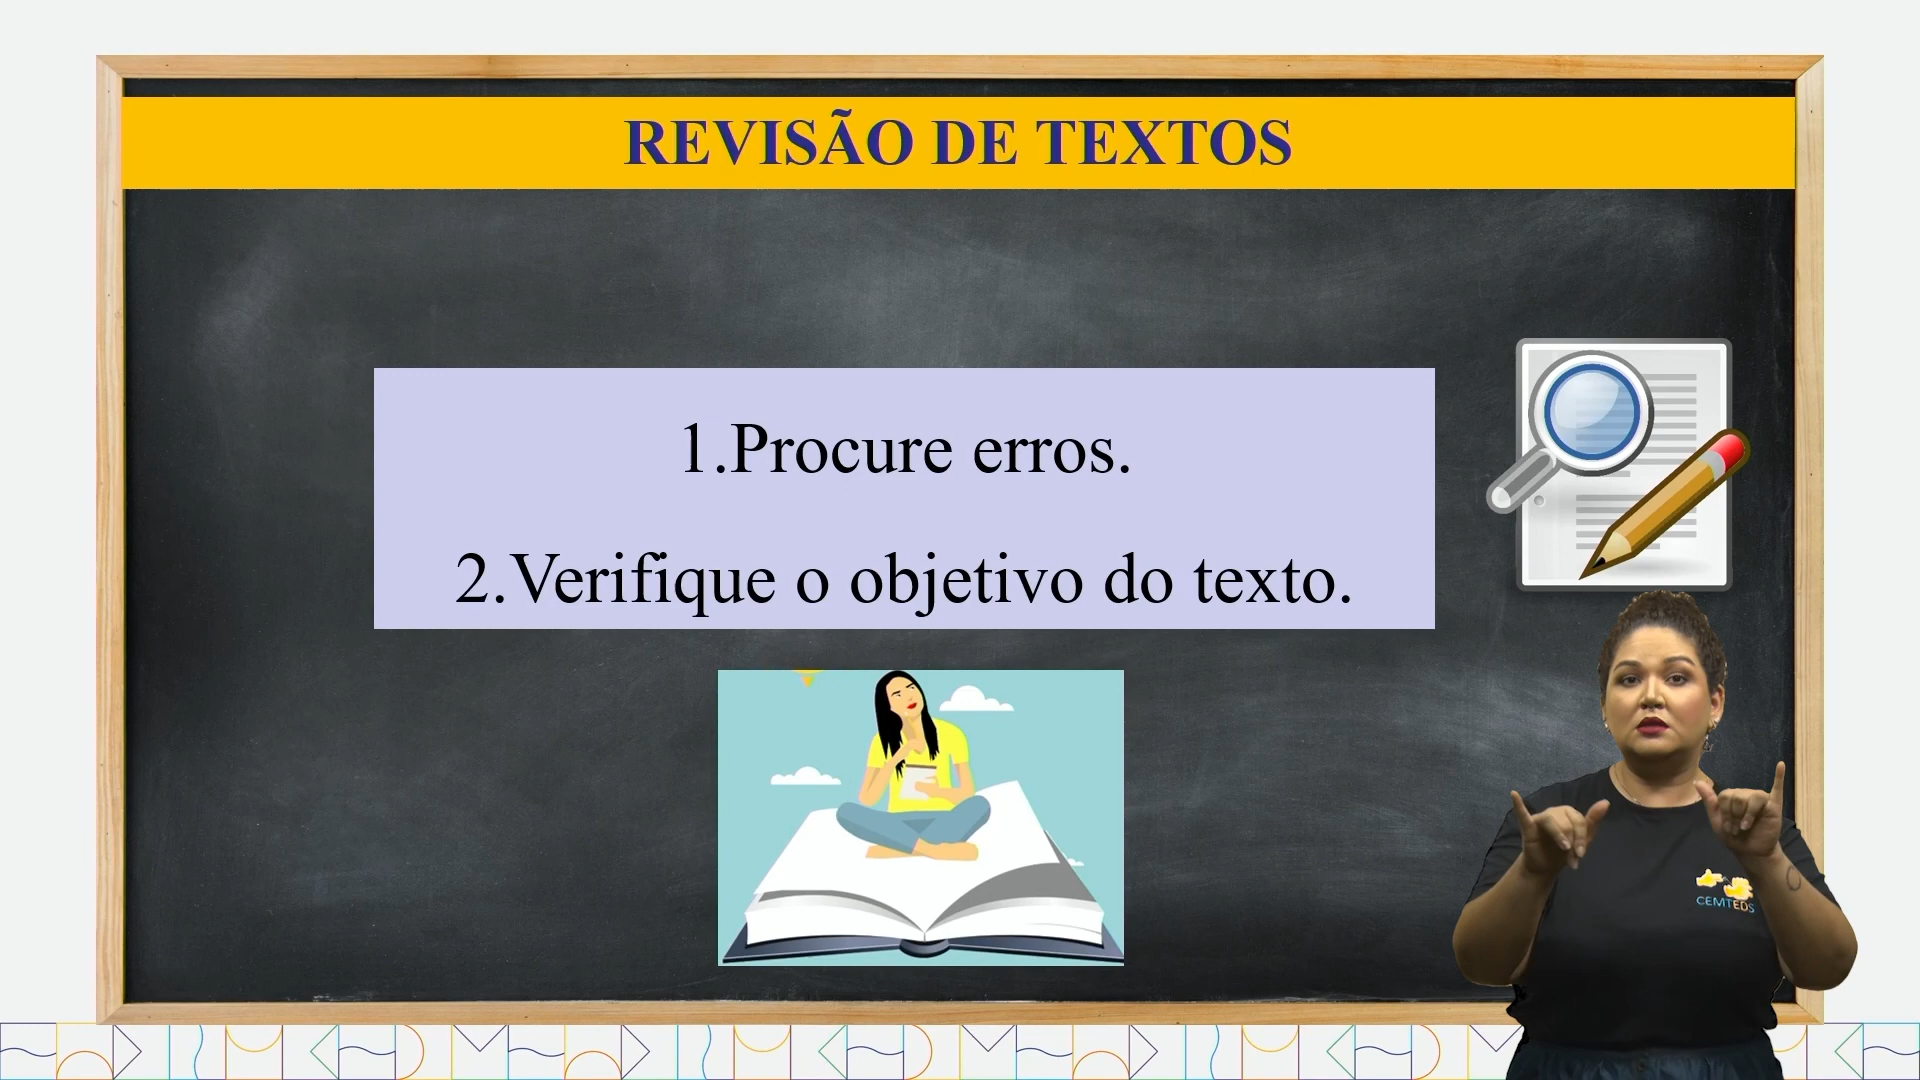 REVISÃO DE TEXTOS
1.Procure erros.
2.Verifique o objetivo do texto.
CEMTEDS